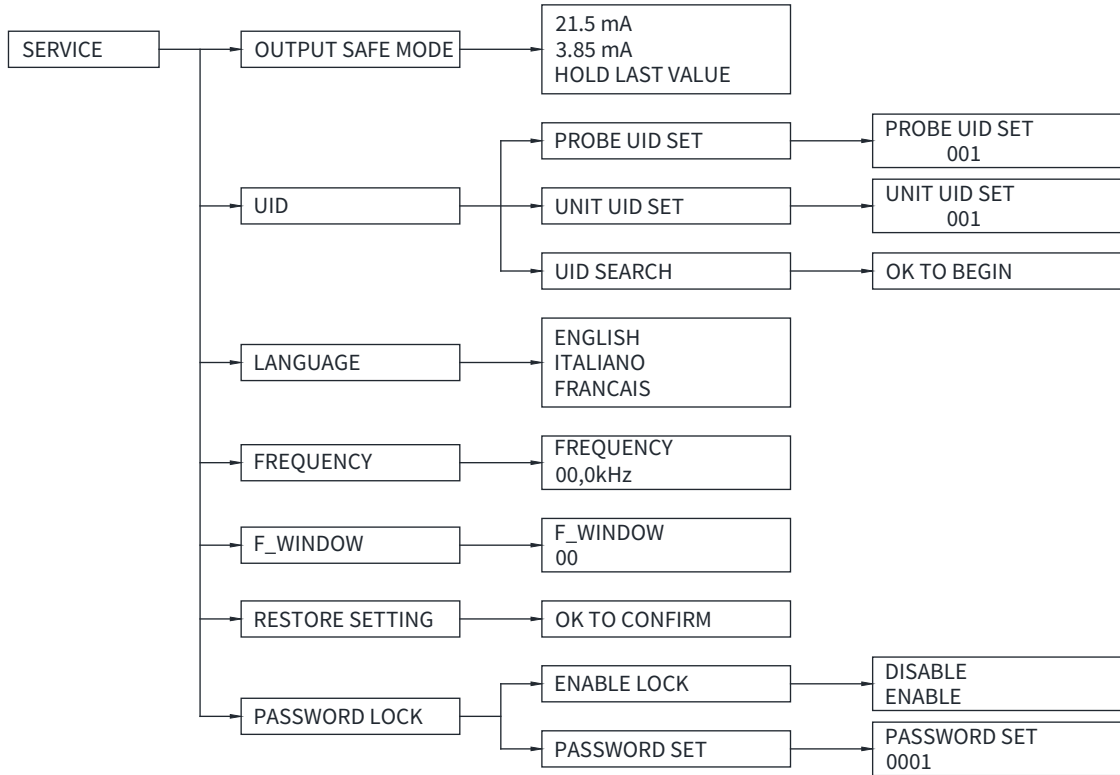 SERVICE
OUTPUT SAFE MODE
21.5 mA
3.85 mA
HOLD LAST VALUE
UID
PROBE UID SET
PROBE UID SET
001
UNIT UID SET
UNIT UID SET
001
UID SEARCH
OK TO BEGIN
LANGUAGE
ENGLISH
ITALIANO
FRANCAIS
FREQUENCY
FREQUENCY
00,0kHz
F_WINDOW
F_WINDOW
00
RESTORE SETTING
OK TO CONFIRM
PASSWORD LOCK
ENABLE LOCK
DISABLE
ENABLE
PASSWORD SET
PASSWORD SET
0001